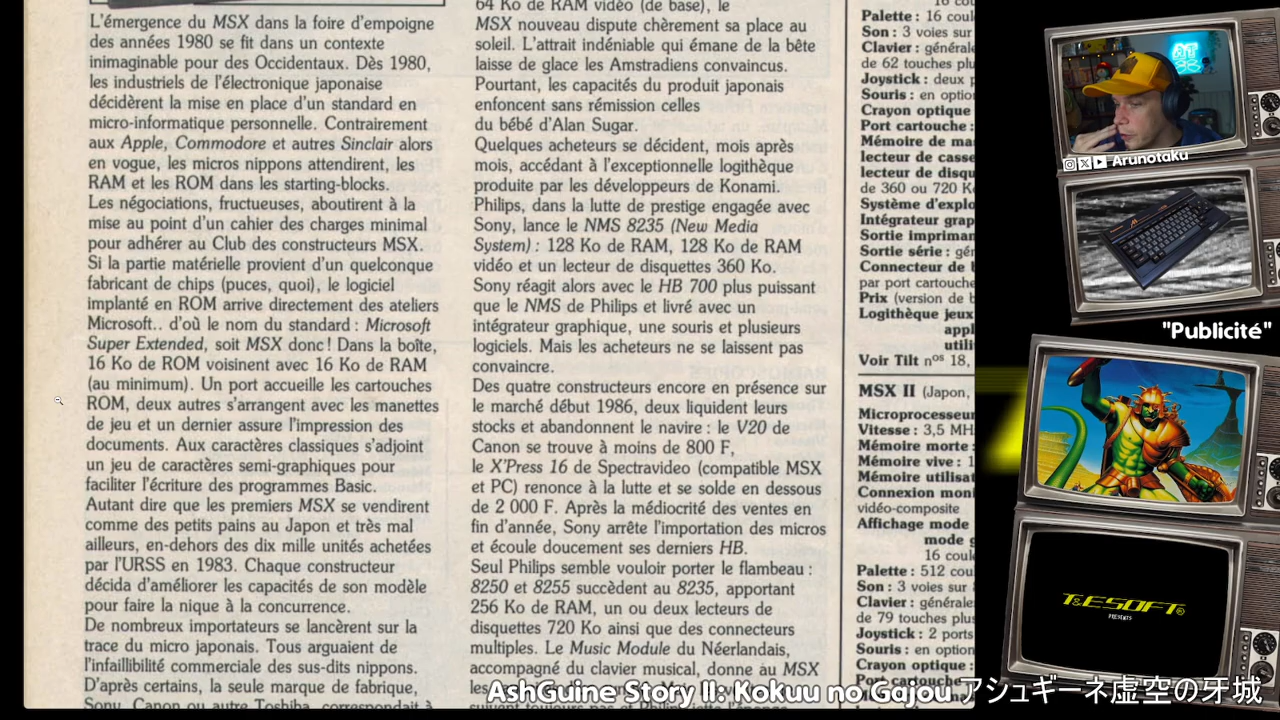 L'émergence du MSX dans la foire d'empoigne
des années 1980 se fit dans un contexte
inimaginable pour des Occidentaux. Dès 1980,
les industriels de l'électronique japonaise
décidèrent la mise en place d'un standard en
micro-informatique personnelle. Contrairement
aux Apple, Commodore et autres Sinclair alors
en vogue, les micros nippons attendirent, les
RAM et les ROM dans les starting-blocks.
Les négociations, fructueuses, aboutirent à la
mise au point d'un cahier des charges minimal
pour adhérer au Club des constructeurs MSX.
Si la partie matérielle provient d'un quelconque
fabricant de chips (puces, quoi), le logiciel
implanté en ROM arrive directement des ateliers
Microsoft.. d'où le nom du standard : Microsoft
Super Extended, soit MSX donc ! Dans la boîte,
16 Ko de ROM voisinent avec 16 Ko de RAM
(au minimum). Un port accueille les cartouches
ROM, deux autres s'arrangent avec les manettes
de jeu et un dernier assure l'impression des
documents. Aux caractères classiques s'adjoint
un jeu de caractères semi-graphiques pour
faciliter l'écriture des programmes Basic.
Autant dire que les premiers MSX se vendirent
comme des petits pains au Japon et très mal
ailleurs, en-dehors des dix mille unités achetées
par l'URSS en 1983. Chaque constructeur
décida d'améliorer les capacités de son modèle
pour faire la nique à la concurrence.
De nombreux importateurs se lancèrent sur la
trace du micro japonais. Tous arguaient de
l'infaillibilité commerciale des sus-dits nippons.
D'après certains, la seule marque de fabrique,
Sony, Canon ou autre Toshiba, correspondait à
64 Ko de RAM vidéo (de base), le
MSX nouveau dispute chèrement sa place au
soleil. L'attrait indéniable qui émane de la bête
laisse de glace les Amstradiens convaincus.
Pourtant, les capacités du produit japonais
enfoncent sans rémission celles
du bébé d'Alan Sugar.
Quelques acheteurs se décident, mois après
mois, accédant à l'exceptionnelle logithèque
produite par les développeurs de Konami.
Philips, dans la lutte de prestige engagée avec
Sony, lance le NMS 8235 (New Media
System) : 128 Ko de RAM, 128 Ko de RAM
vidéo et un lecteur de disquettes 360 Ko.
Sony réagit alors avec le HB 700 plus puissant
que le NMS de Philips et livré avec un
intégrateur graphique, une souris et plusieurs
logiciels. Mais les acheteurs ne se laissent pas
convaincre.
Des quatre constructeurs encore en présence sur
le marché début 1986, deux liquident leurs
stocks et abandonnent le navire : le V20 de
Canon se trouve à moins de 800 F,
le X'Press 16 de Spectravideo (compatible MSX
et PC) renonce à la lutte et se solde en dessous
de 2 000 F. Après la médiocrité des ventes en
fin d'année, Sony arrête l'importation des micros
et écoule doucement ses derniers HB.
Seul Philips semble vouloir porter le flambeau :
8250 et 8255 succèdent au 8235, apportant
256 Ko de RAM, un ou deux lecteurs de
disquettes 720 Ko ainsi que des connecteurs
multiples. Le Music Module du Néerlandais,
accompagné du clavier musical, donne au MSX
les
16 coul
Palette : 16 coul
Son : 3 voies sur
Clavier : générale
de 62 touches plu
Joystick : deux p
Souris : en option
Crayon optique
Port cartouche :
Mémoire de mas
lecteur de casse
lecteur de disqu
de 360 ou 720 K
Système d'explo
Intégrateur grap
Sortie imprimant
Sortie série : gén
Connecteur de b
par port cartouche
Prix (version de b
Logithèque jeux
appl
utili
Voir Tilt nos 18,
MSX II (Japon,
Microprocesseur
Vitesse : 3,5 MH
Mémoire morte :
Mémoire vive : 1
Mémoire utilisat
Connexion moni
vidéo-composite
Affichage mode
mode g
16 coul
Palette : 512 cou
Son : 3 voies sur
Clavier : générale
de 79 touches plus
Joystick : 2 ports
Souris : en option
Crayon optique :
Port cartouche
Arunotaku
"Publicité"
T&ESOFT®
PRESENTS
AshGuine Story II: Kokuu no Gajou アシュギーネ虚空の牙城